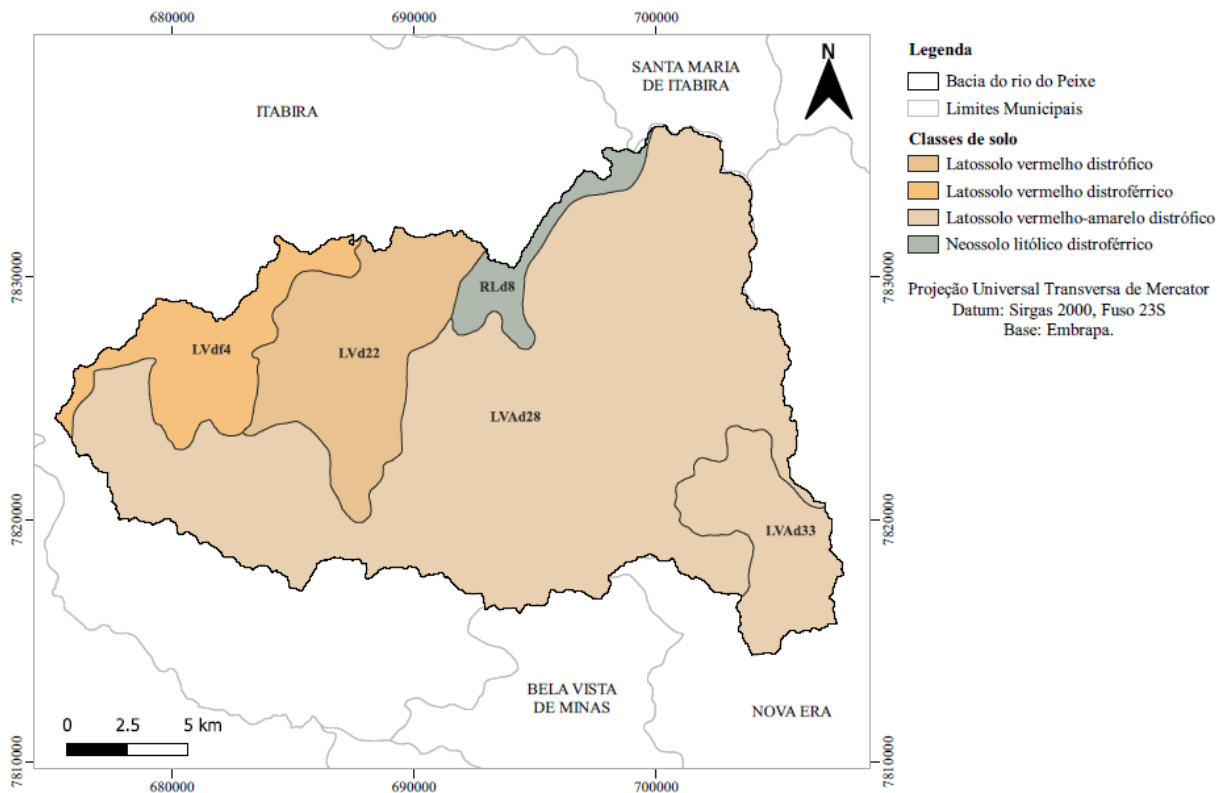 680000
690000
700000
N
SANTA MARIA
DE ITABIRA
ITABIRA
7830000
7830000
RLd8
LVdf4
LVd22
LVAd28
7820000
7820000
LVAd33
BELA VISTA
DE MINAS
NOVA ERA
0 2.5 5 km
7810000
7810000
680000
690000
700000
Legenda
Bacia do rio do Peixe
Limites Municipais
Classes de solo
Latossolo vermelho distrófico
Latossolo vermelho distroférrico
Latossolo vermelho-amarelo distrófico
Neossolo litólico distroférrico
Projeção Universal Transversa de Mercator
Datum: Sirgas 2000, Fuso 23S
Base: Embrapa.